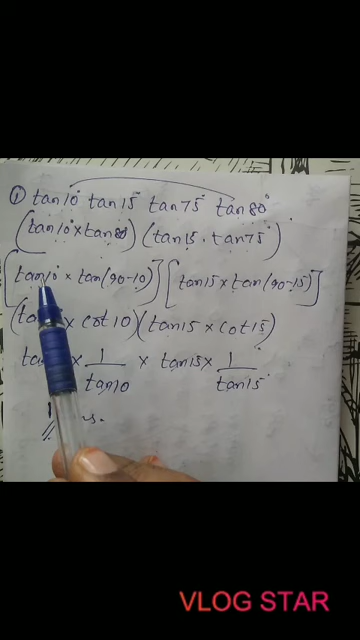 ① tan10° tan15° tan75° tan80°
(tan10° × tan80) (tan15 . tan75°)
[tan10° × tan(90-10)] [tan15 × tan(90-15)]
× cot10) (tan15 × cot15)
× 1/tan10 × tan15 × 1/tan15°
VLOG STAR